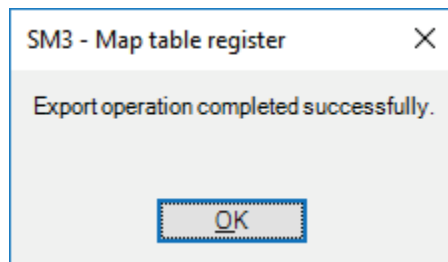 SM3 - Map table register
Export operation completed successfully.
OK